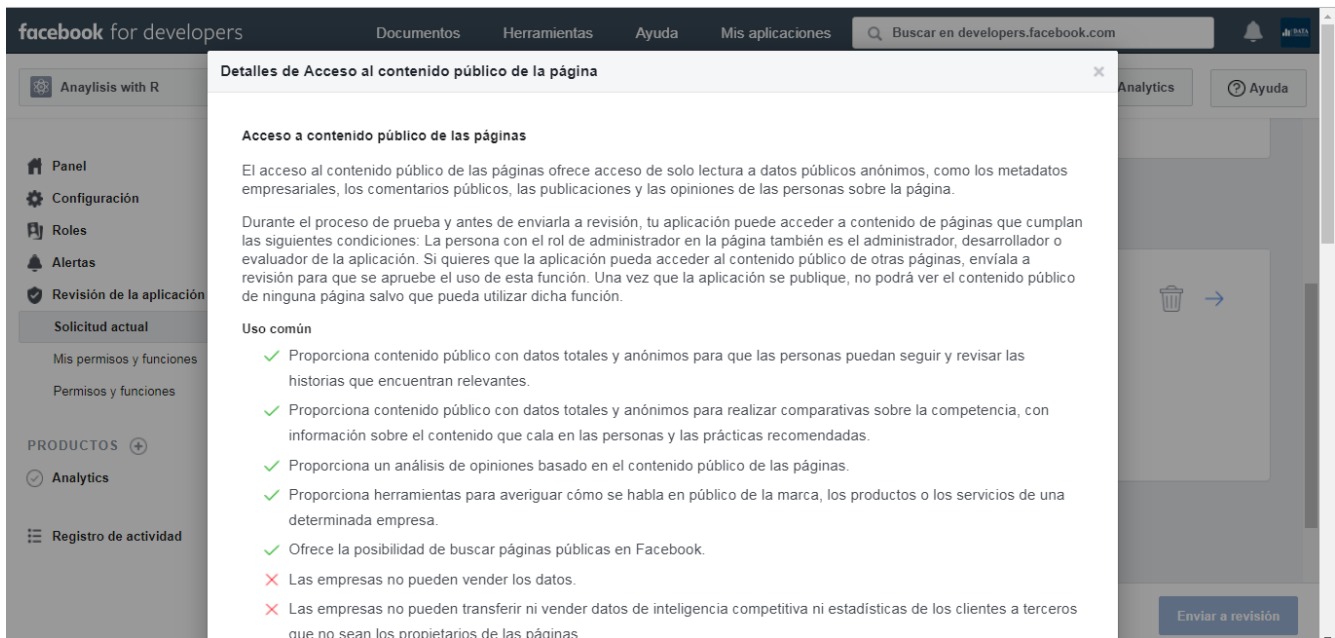 facebook for developers
Documentos
Herramientas
Ayuda
Mis aplicaciones
Buscar en developers.facebook.com
DATA
Anaylisis with R
Analytics
Ayuda
Panel
Configuración
Roles
Alertas
Revisión de la aplicación
Solicitud actual
Mis permisos y funciones
Permisos y funciones
PRODUCTOS
Analytics
Registro de actividad
Detalles de Acceso al contenido público de la página
Acceso a contenido público de las páginas
El acceso al contenido público de las páginas ofrece acceso de solo lectura a datos públicos anónimos, como los metadatos
empresariales, los comentarios públicos, las publicaciones y las opiniones de las personas sobre la página.
Durante el proceso de prueba y antes de enviarla a revisión, tu aplicación puede acceder a contenido de páginas que cumplan
las siguientes condiciones: La persona con el rol de administrador en la página también es el administrador, desarrollador o
evaluador de la aplicación. Si quieres que la aplicación pueda acceder al contenido público de otras páginas, envíala a
revisión para que se apruebe el uso de esta función. Una vez que la aplicación se publique, no podrá ver el contenido público
de ninguna página salvo que pueda utilizar dicha función.
Uso común
Proporciona contenido público con datos totales y anónimos para que las personas puedan seguir y revisar las
historias que encuentran relevantes.
Proporciona contenido público con datos totales y anónimos para realizar comparativas sobre la competencia, con
información sobre el contenido que cala en las personas y las prácticas recomendadas.
Proporciona un análisis de opiniones basado en el contenido público de las páginas.
Proporciona herramientas para averiguar cómo se habla en público de la marca, los productos o los servicios de una
determinada empresa.
Ofrece la posibilidad de buscar páginas públicas en Facebook.
Las empresas no pueden vender los datos.
Las empresas no pueden transferir ni vender datos de inteligencia competitiva ni estadísticas de los clientes a terceros
que no sean los propietarios de las páginas
Enviar a revisión